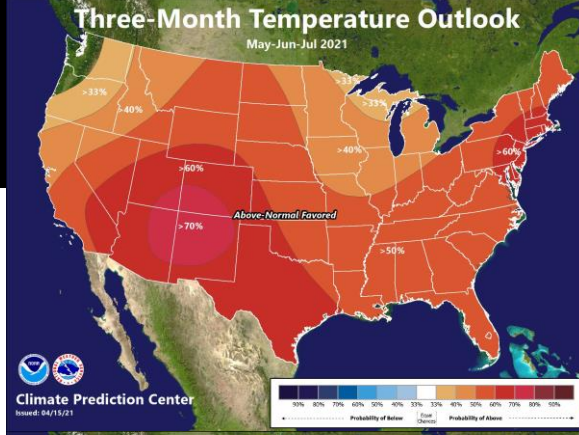 Three-Month Temperature Outlook
May-Jun-Jul 2021
>33%
>33%
>33%
>40%
>40%
>60%
>60%
>70%
Above-Normal Favored
>50%
NOAA
Climate Prediction Center
Issued: 04/15/21
90% 80% 70% 60% 50% 40% 33% 33% 40% 50% 60% 70% 80% 90%
Probability of Below Equal Chances Probability of Above